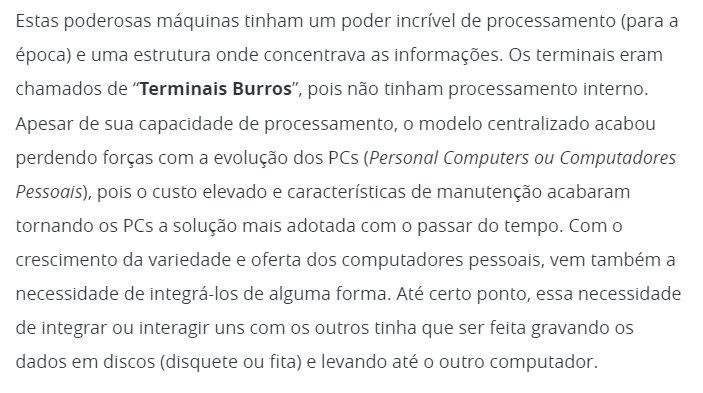 Estas poderosas máquinas tinham um poder incrível de processamento (para a
época) e uma estrutura onde concentrava as informações. Os terminais eram
chamados de “Terminais Burros”, pois não tinham processamento interno.
Apesar de sua capacidade de processamento, o modelo centralizado acabou
perdendo forças com a evolução dos PCs (Personal Computers ou Computadores
Pessoais), pois o custo elevado e características de manutenção acabaram
tornando os PCs a solução mais adotada com o passar do tempo. Com o
crescimento da variedade e oferta dos computadores pessoais, vem também a
necessidade de integrá-los de alguma forma. Até certo ponto, essa necessidade
de integrar ou interagir uns com os outros tinha que ser feita gravando os
dados em discos (disquete ou fita) e levando até o outro computador.